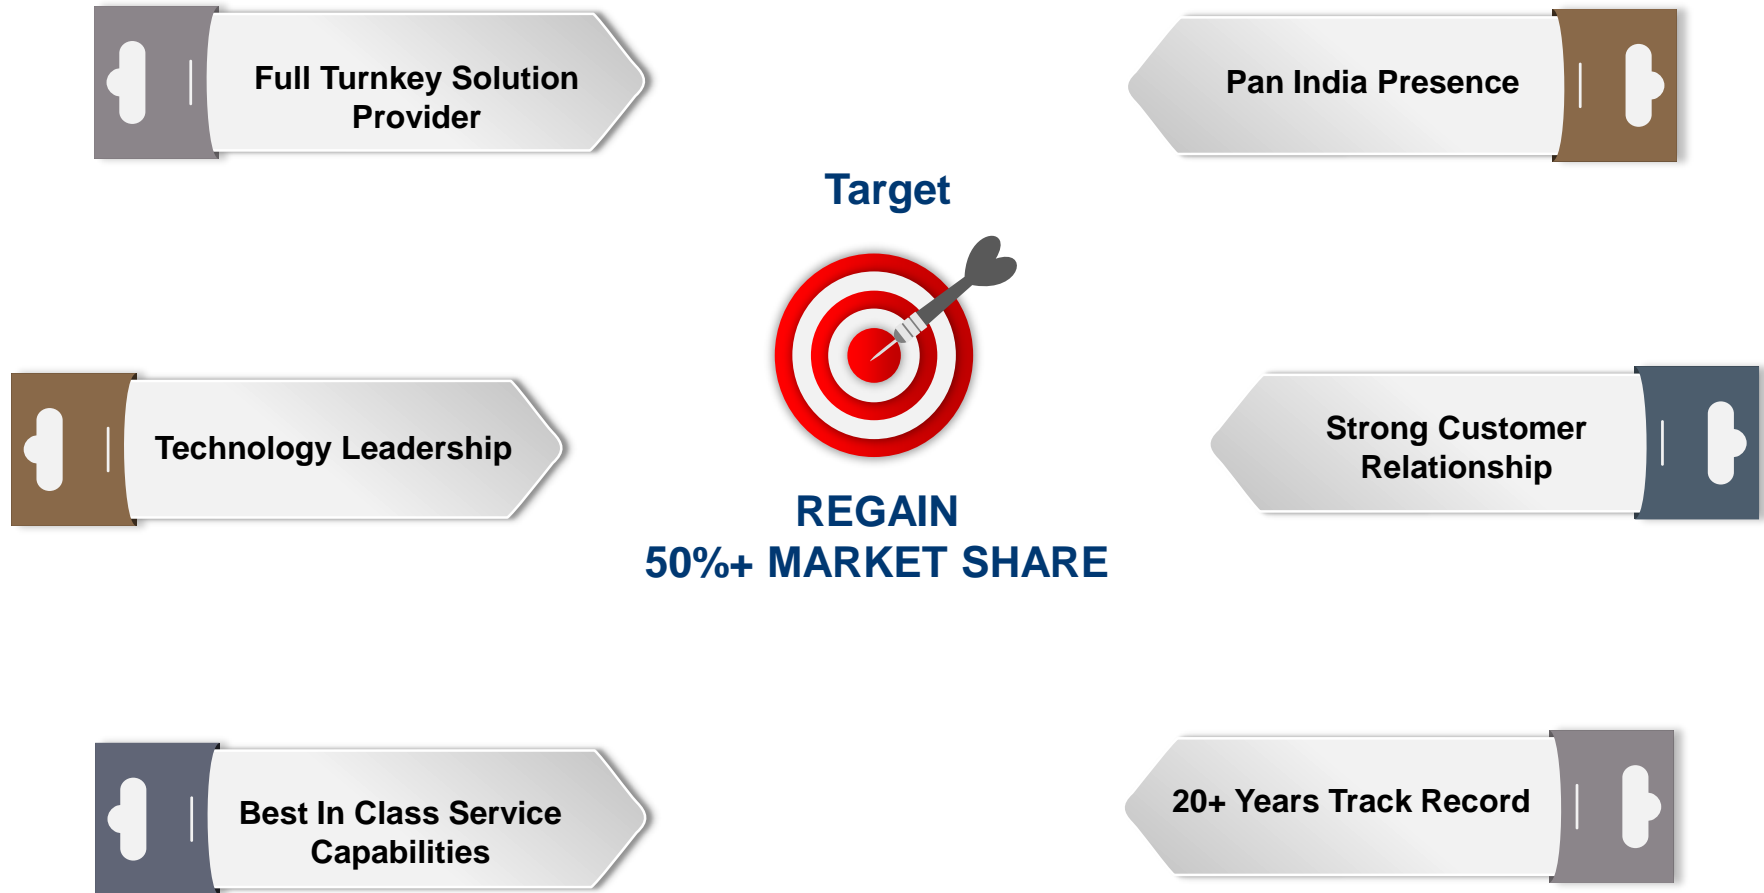 Full Turnkey Solution
Provider
Pan India Presence
Target
Technology Leadership
Strong Customer
Relationship
REGAIN
50%+ MARKET SHARE
Best In Class Service
Capabilities
20+ Years Track Record